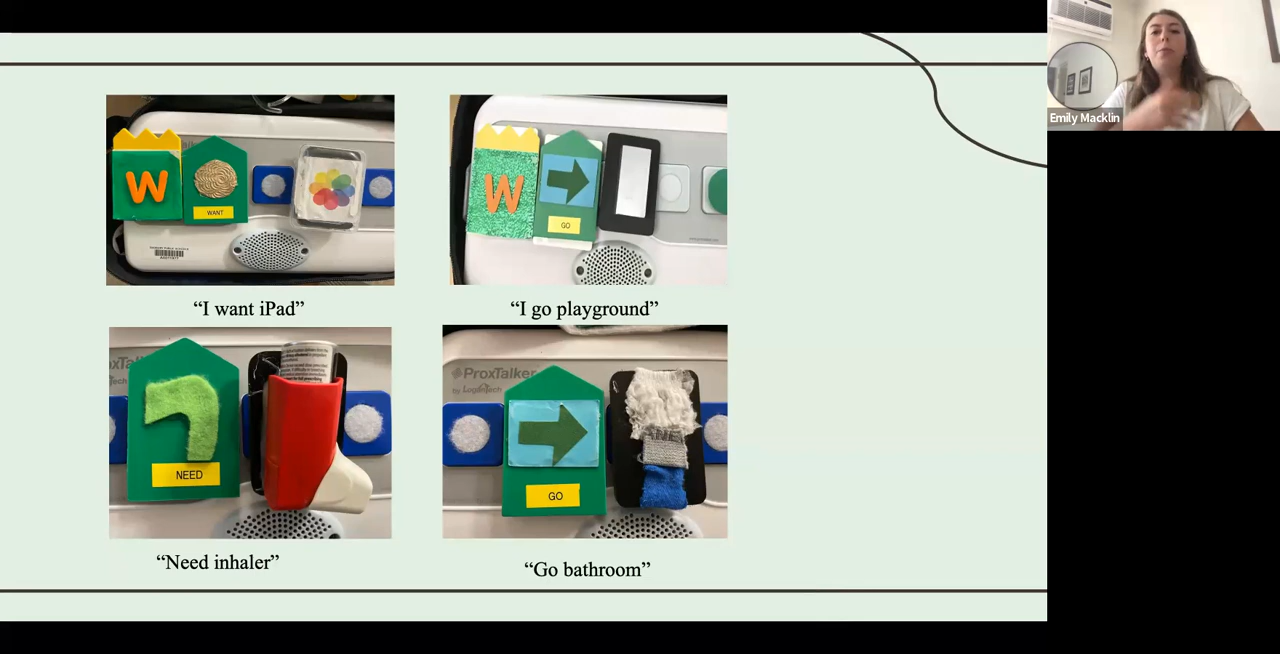 Emily Macklin
W
WANT
“I want iPad”
W
GO
“I go playground”
NEED
“Need inhaler”
ProxTalker
by LoganTech
GO
“Go bathroom”